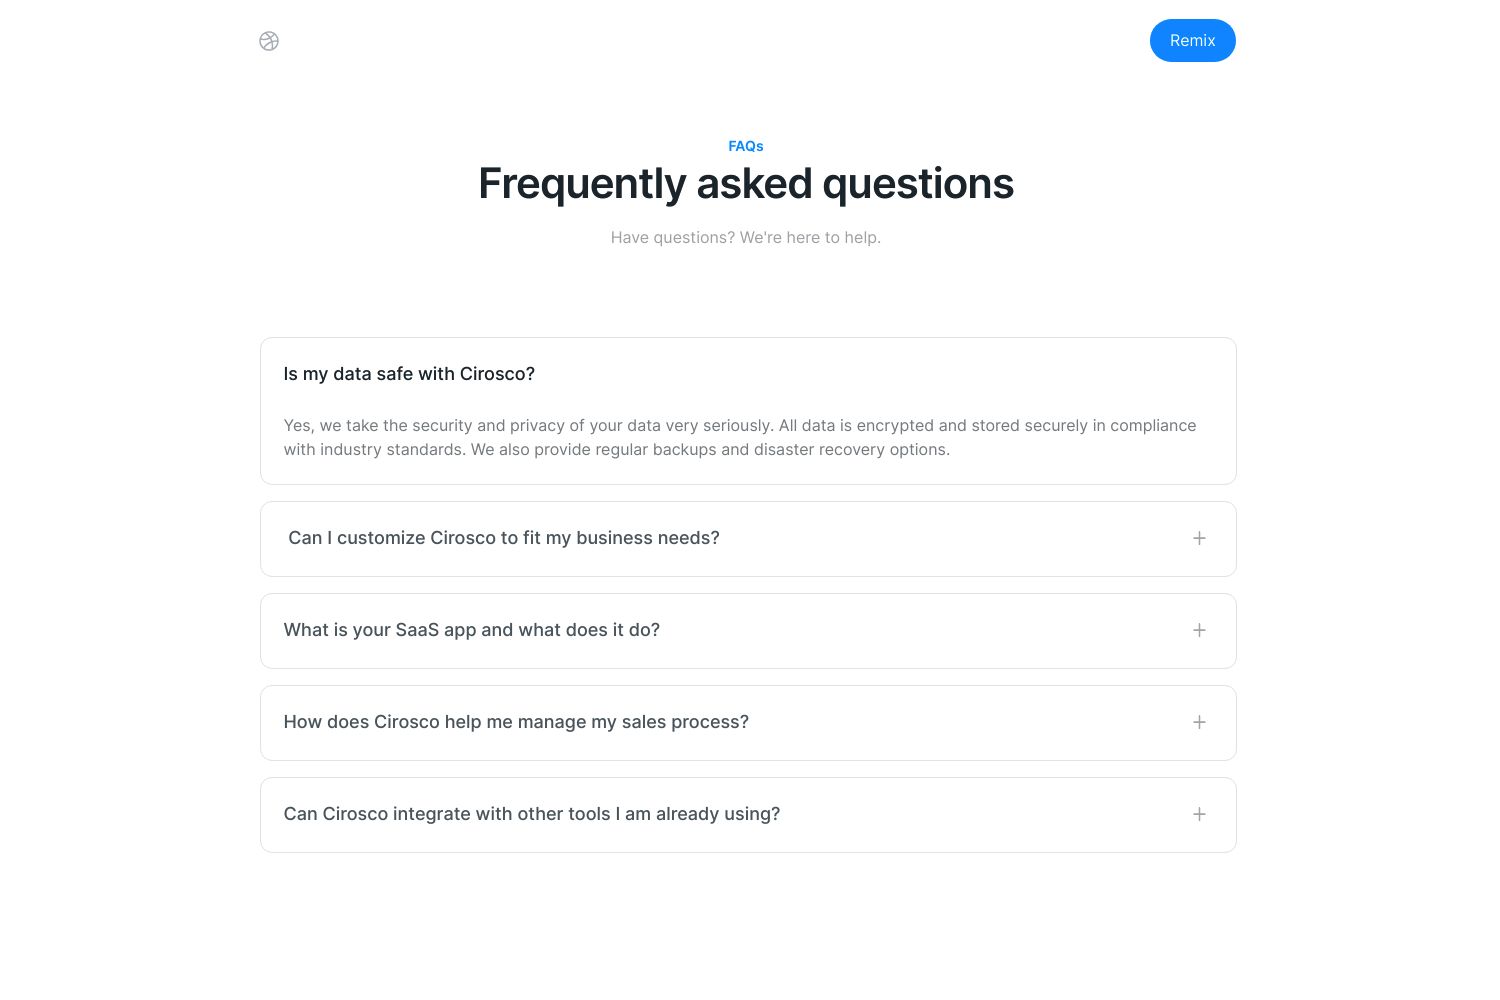 Remix
FAQs
Frequently asked questions
Have questions? We're here to help.
Is my data safe with Cirosco?
Yes, we take the security and privacy of your data very seriously. All data is encrypted and stored securely in compliance
with industry standards. We also provide regular backups and disaster recovery options.
Can I customize Cirosco to fit my business needs?
What is your SaaS app and what does it do?
How does Cirosco help me manage my sales process?
Can Cirosco integrate with other tools I am already using?